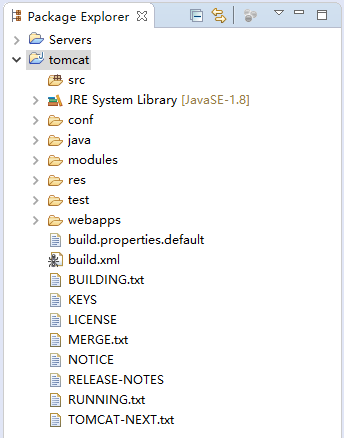 Package Explorer
Servers
tomcat
src
JRE System Library [JavaSE-1.8]
conf
java
modules
res
test
webapps
build.properties.default
build.xml
BUILDING.txt
KEYS
LICENSE
MERGE.txt
NOTICE
RELEASE-NOTES
RUNNING.txt
TOMCAT-NEXT.txt